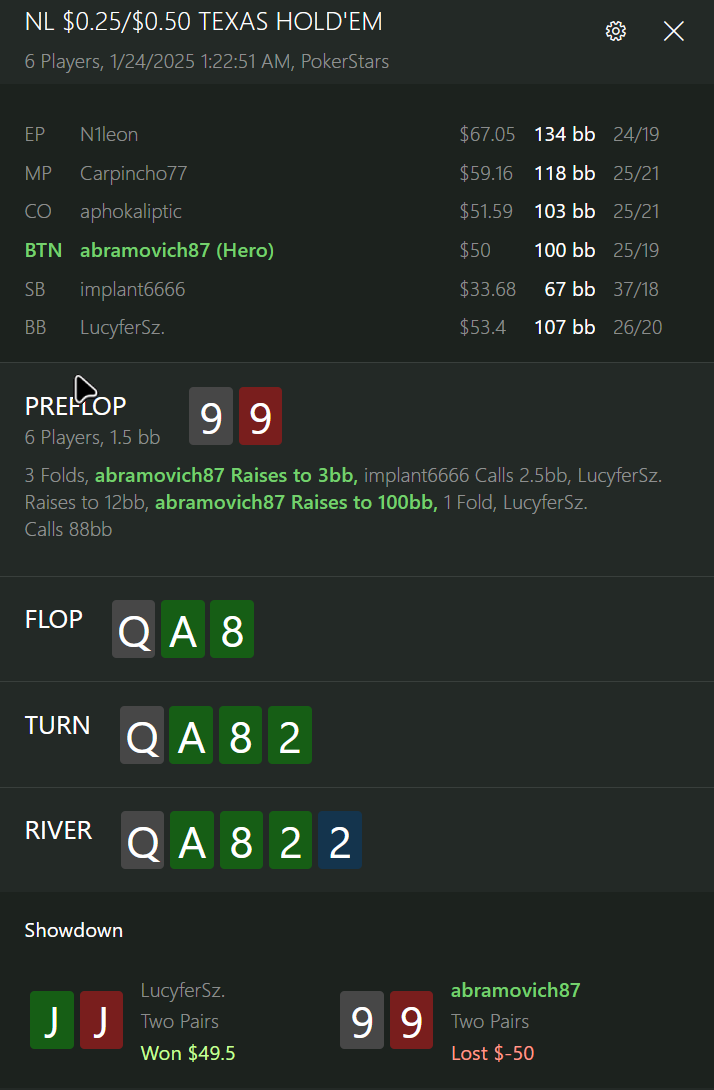 NL $0.25/$0.50 TEXAS HOLD'EM
6 Players, 1/24/2025 1:22:51 AM, PokerStars
EP N1leon $67.05 134 bb 24/19
MP Carpincho77 $59.16 118 bb 25/21
CO aphokaliptic $51.59 103 bb 25/21
BTN abramovich87 (Hero) $50 100 bb 25/19
SB implant6666 $33.68 67 bb 37/18
BB LucyferSz. $53.4 107 bb 26/20
PREFLOP 9 9
6 Players, 1.5 bb
3 Folds, abramovich87 Raises to 3bb, implant6666 Calls 2.5bb, LucyferSz.
Raises to 12bb, abramovich87 Raises to 100bb, 1 Fold, LucyferSz.
Calls 88bb
FLOP Q A 8
TURN Q A 8 2
RIVER Q A 8 2 2
Showdown
J J LucyferSz.
Two Pairs
Won $49.5
9 9 abramovich87
Two Pairs
Lost $-50